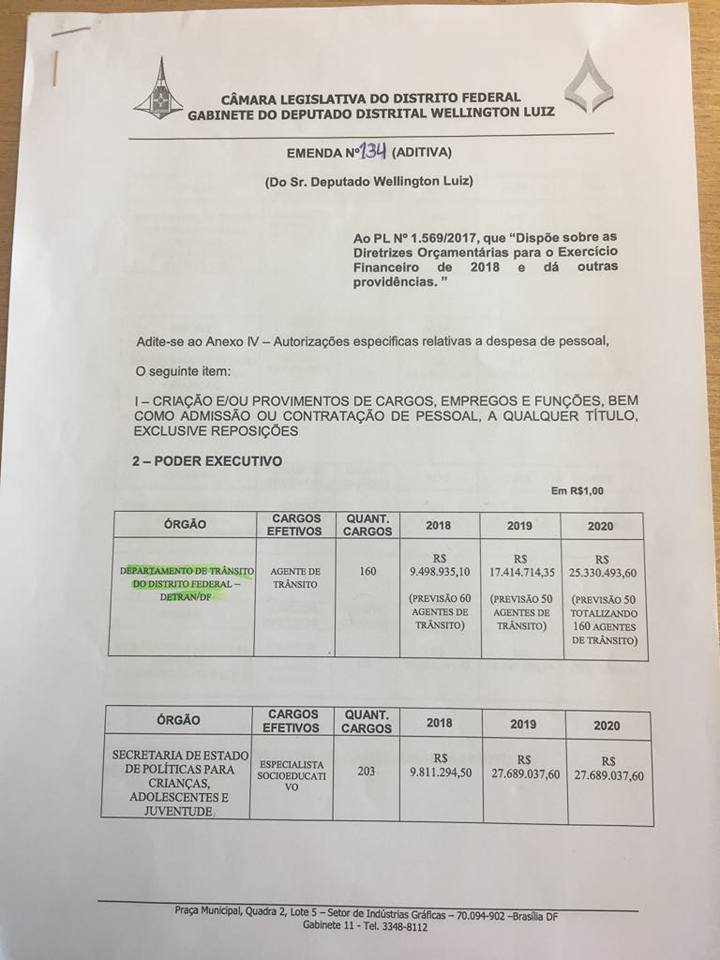 CÂMARA LEGISLATIVA DO DISTRITO FEDERAL
GABINETE DO DEPUTADO DISTRITAL WELLINGTON LUIZ
EMENDA Nº 134 (ADITIVA)
(Do Sr. Deputado Wellington Luiz)
Ao PL Nº 1.569/2017, que “Dispõe sobre as
Diretrizes Orçamentárias para o Exercício
Financeiro de 2018 e dá outras
providências. ”
Adite-se ao Anexo IV – Autorizações especificas relativas a despesa de pessoal,
O seguinte item:
I – CRIAÇÃO E/OU PROVIMENTOS DE CARGOS, EMPREGOS E FUNÇÕES, BEM
COMO ADMISSÃO OU CONTRATAÇÃO DE PESSOAL, A QUALQUER TÍTULO,
EXCLUSIVE REPOSIÇÕES
2 – PODER EXECUTIVO
Em R$1,00
ÓRGÃO
CARGOS
EFETIVOS
QUANT.
CARGOS
2018
2019
2020
DEPARTAMENTO DE TRÂNSITO
DO DISTRITO FEDERAL –
DETRAN/DF
AGENTE DE
TRÂNSITO
160
R$
9.498.935,10
(PREVISÃO 60
AGENTES DE
TRÂNSITO)
R$
17.414.714,35
(PREVISÃO 50
AGENTES DE
TRÂNSITO)
R$
25.330.493,60
(PREVISÃO 50
TOTALIZANDO
160 AGENTES
DE TRÂNSITO)
ÓRGÃO
CARGOS
EFETIVOS
QUANT.
CARGOS
2018
2019
2020
SECRETARIA DE ESTADO
DE POLÍTICAS PARA
CRIANÇAS,
ADOLESCENTES E
JUVENTUDE
ESPECIALISTA
SOCIOEDUCATI
VO
203
R$
9.811.294,50
R$
27.689.037,60
R$
27.689.037,60
Praça Municipal, Quadra 2, Lote 5 – Setor de Indústrias Gráficas – 70.094-902 –Brasília DF
Gabinete 11 - Tel. 3348-8112